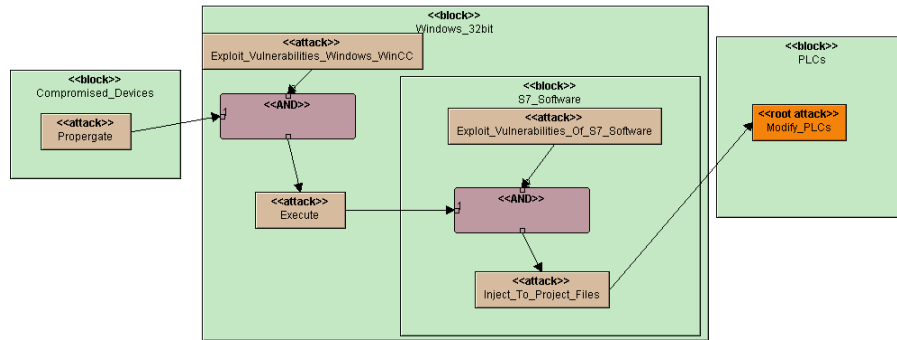 <<block>>
Windows_32bit
<<attack>>
Exploit_Vulnerabilities_Windows_WinCC
<<block>>
PLCs
<<block>>
Compromised_Devices
<<attack>>
Propergate
<<AND>>
<<block>>
S7_Software
<<attack>>
Exploit_Vulnerabilities_Of_S7_Software
<<root attack>>
Modify_PLCs
<<attack>>
Execute
<<AND>>
<<attack>>
Inject_To_Project_Files